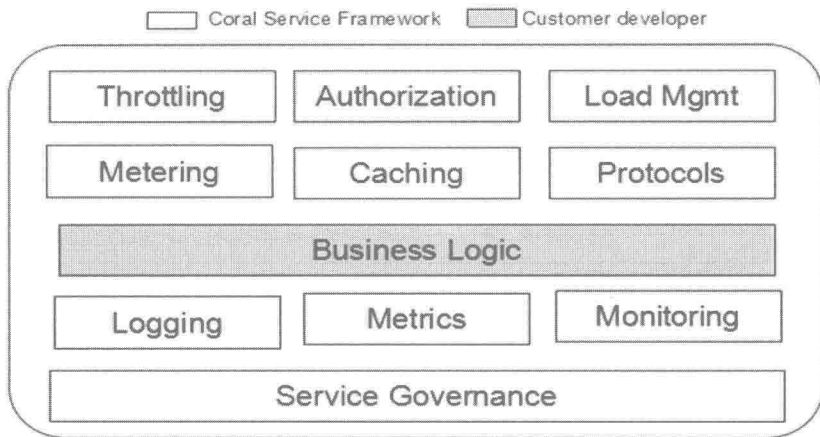 Coral Service Framework Customer developer
Throttling Authorization Load Mgmt
Metering Caching Protocols
Business Logic
Logging Metrics Monitoring
Service Governance